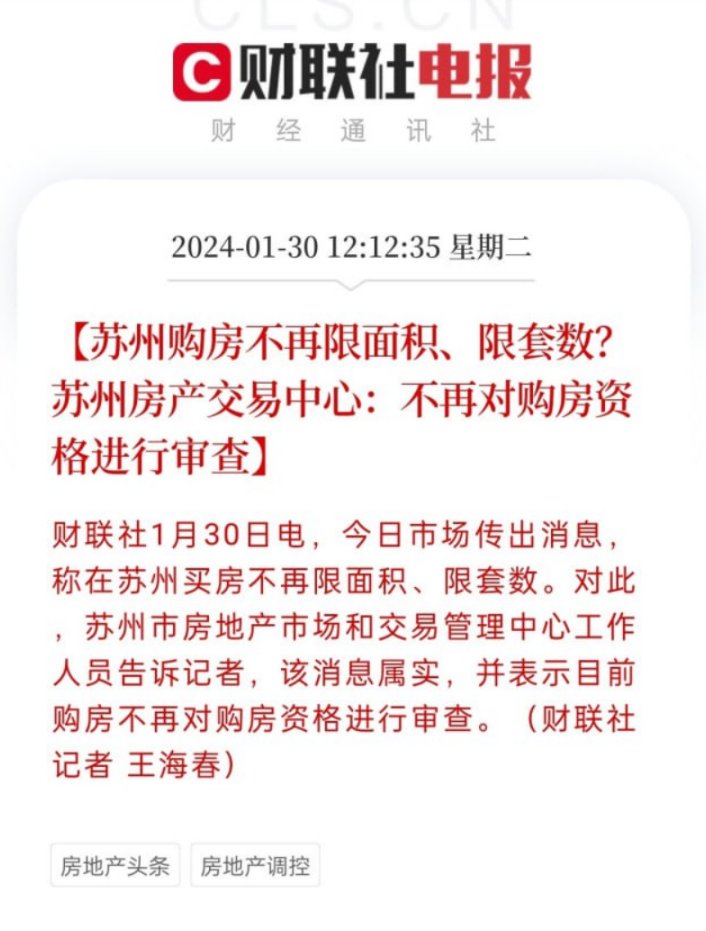 CLS.CN
C 财联社电报
财经通讯社
2024-01-30 12:12:35 星期二
【苏州购房不再限面积、限套数?
苏州房产交易中心：不再对购房资
格进行审查】
财联社1月30日电，今日市场传出消息，
称在苏州买房不再限面积、限套数。对此
，苏州市房地产市场和交易管理中心工作
人员告诉记者，该消息属实，并表示目前
购房不再对购房资格进行审查。（财联社
记者 王海春）
房地产头条 房地产调控